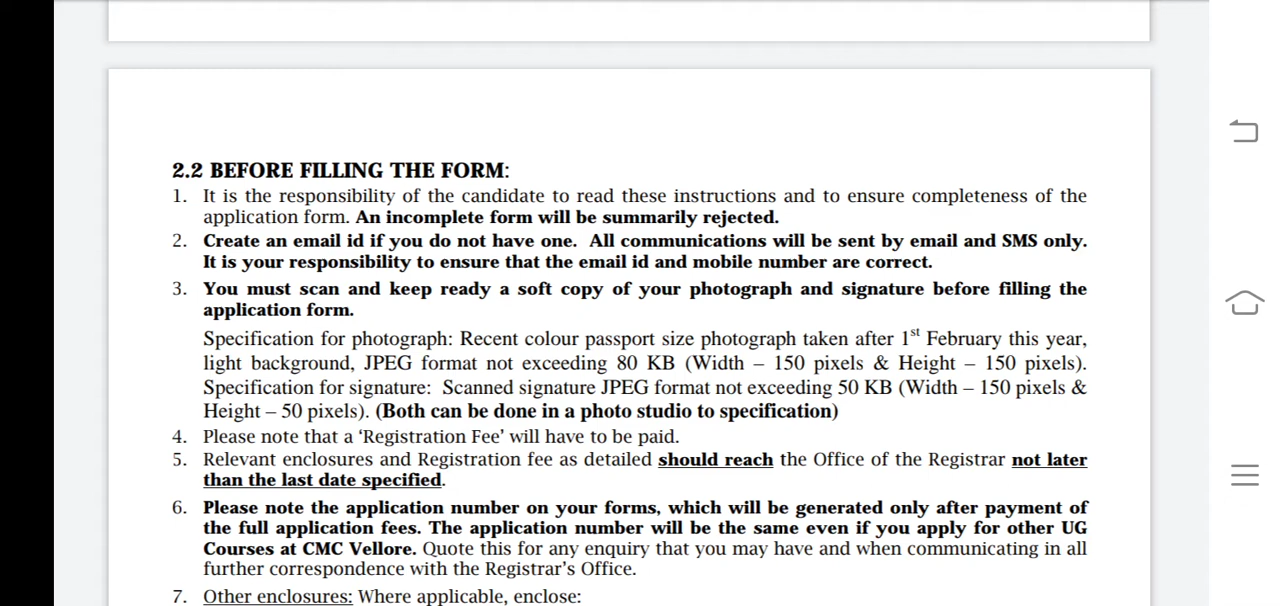 2.2 BEFORE FILLING THE FORM:
1. It is the responsibility of the candidate to read these instructions and to ensure completeness of the
application form. An incomplete form will be summarily rejected.
2. Create an email id if you do not have one. All communications will be sent by email and SMS only.
It is your responsibility to ensure that the email id and mobile number are correct.
3. You must scan and keep ready a soft copy of your photograph and signature before filling the
application form.
Specification for photograph: Recent colour passport size photograph taken after 1st February this year,
light background, JPEG format not exceeding 80 KB (Width – 150 pixels & Height – 150 pixels).
Specification for signature: Scanned signature JPEG format not exceeding 50 KB (Width – 150 pixels &
Height – 50 pixels). (Both can be done in a photo studio to specification)
4. Please note that a ‘Registration Fee’ will have to be paid.
5. Relevant enclosures and Registration fee as detailed should reach the Office of the Registrar not later
than the last date specified.
6. Please note the application number on your forms, which will be generated only after payment of
the full application fees. The application number will be the same even if you apply for other UG
Courses at CMC Vellore. Quote this for any enquiry that you may have and when communicating in all
further correspondence with the Registrar’s Office.
7. Other enclosures: Where applicable, enclose: